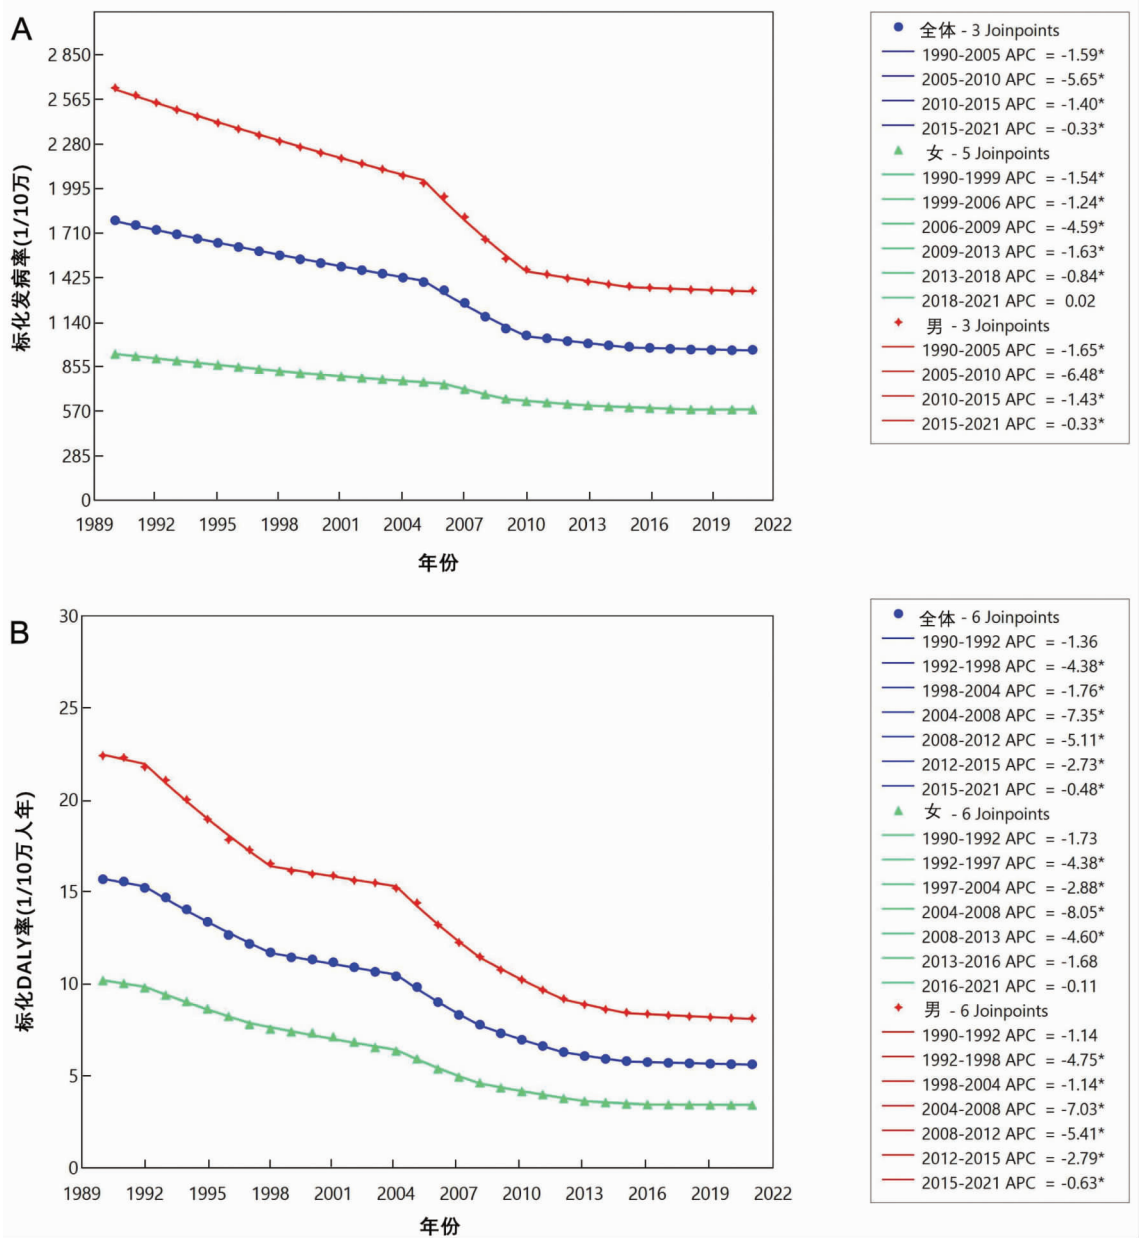 A
标化发病率(1/10万)
2 850
2 565
2 280
1 995
1 710
1 425
1 140
855
570
285
0
1989 1992 1995 1998 2001 2004 2007 2010 2013 2016 2019 2022
年份
全体 - 3 Joinpoints
1990-2005 APC = -1.59*
2005-2010 APC = -5.65*
2010-2015 APC = -1.40*
2015-2021 APC = -0.33*
女 - 5 Joinpoints
1990-1999 APC = -1.54*
1999-2006 APC = -1.24*
2006-2009 APC = -4.59*
2009-2013 APC = -1.63*
2013-2018 APC = -0.84*
2018-2021 APC = 0.02
男 - 3 Joinpoints
1990-2005 APC = -1.65*
2005-2010 APC = -6.48*
2010-2015 APC = -1.43*
2015-2021 APC = -0.33*
B
标化DALY率(1/10万人年)
30
25
20
15
10
5
0
1989 1992 1995 1998 2001 2004 2007 2010 2013 2016 2019 2022
年份
全体 - 6 Joinpoints
1990-1992 APC = -1.36
1992-1998 APC = -4.38*
1998-2004 APC = -1.76*
2004-2008 APC = -7.35*
2008-2012 APC = -5.11*
2012-2015 APC = -2.73*
2015-2021 APC = -0.48*
女 - 6 Joinpoints
1990-1992 APC = -1.73
1992-1997 APC = -4.38*
1997-2004 APC = -2.88*
2004-2008 APC = -8.05*
2008-2013 APC = -4.60*
2013-2016 APC = -1.68
2016-2021 APC = -0.11
男 - 6 Joinpoints
1990-1992 APC = -1.14
1992-1998 APC = -4.75*
1998-2004 APC = -1.14*
2004-2008 APC = -7.03*
2008-2012 APC = -5.41*
2012-2015 APC = -2.79*
2015-2021 APC = -0.63*